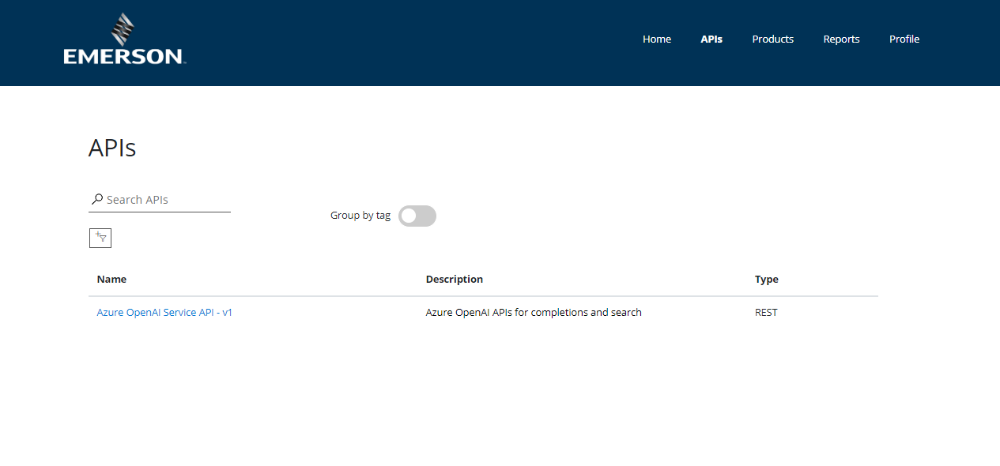 EMERSON
Home APIs Products Reports Profile
APIs
Search APIs
Group by tag
Name Description Type
Azure OpenAI Service API - v1 Azure OpenAI APIs for completions and search REST